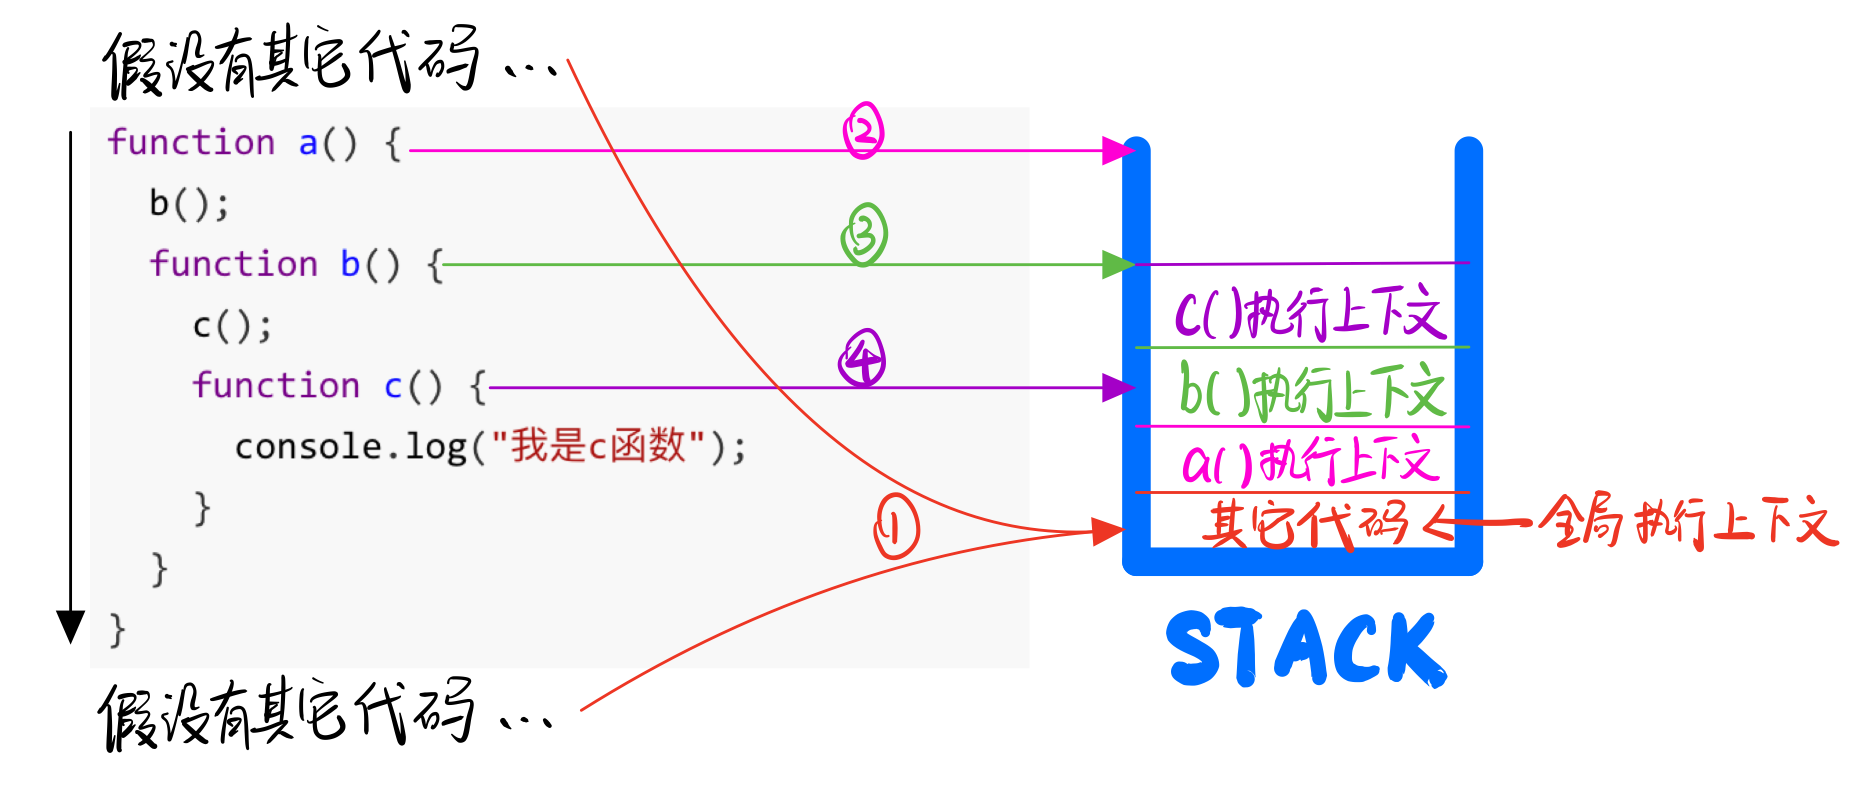 假设有其它代码...
function a() {
b();
function b() {
c();
function c() {
console.log("我是c函数");
}
}
}
假设有其它代码...
②
③
④
①
c()执行上下文
b()执行上下文
a()执行上下文
其它代码
全局执行上下文
STACK